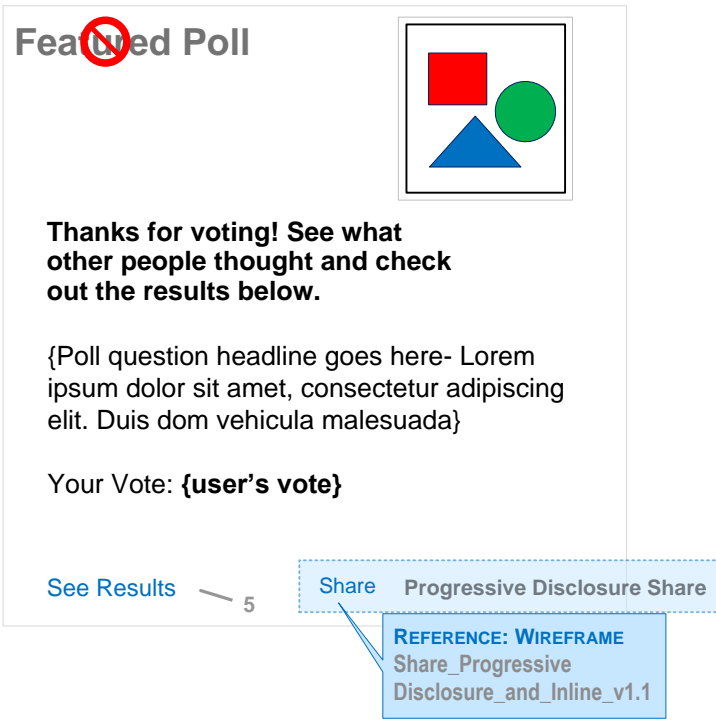 Featured Poll
Thanks for voting! See what
other people thought and check
out the results below.
{Poll question headline goes here- Lorem
ipsum dolor sit amet, consectetur adipiscing
elit. Duis dom vehicula malesuada}
Your Vote: {user’s vote}
See Results 5
Share Progressive Disclosure Share
REFERENCE: WIREFRAME
Share_Progressive
Disclosure_and_Inline_v1.1